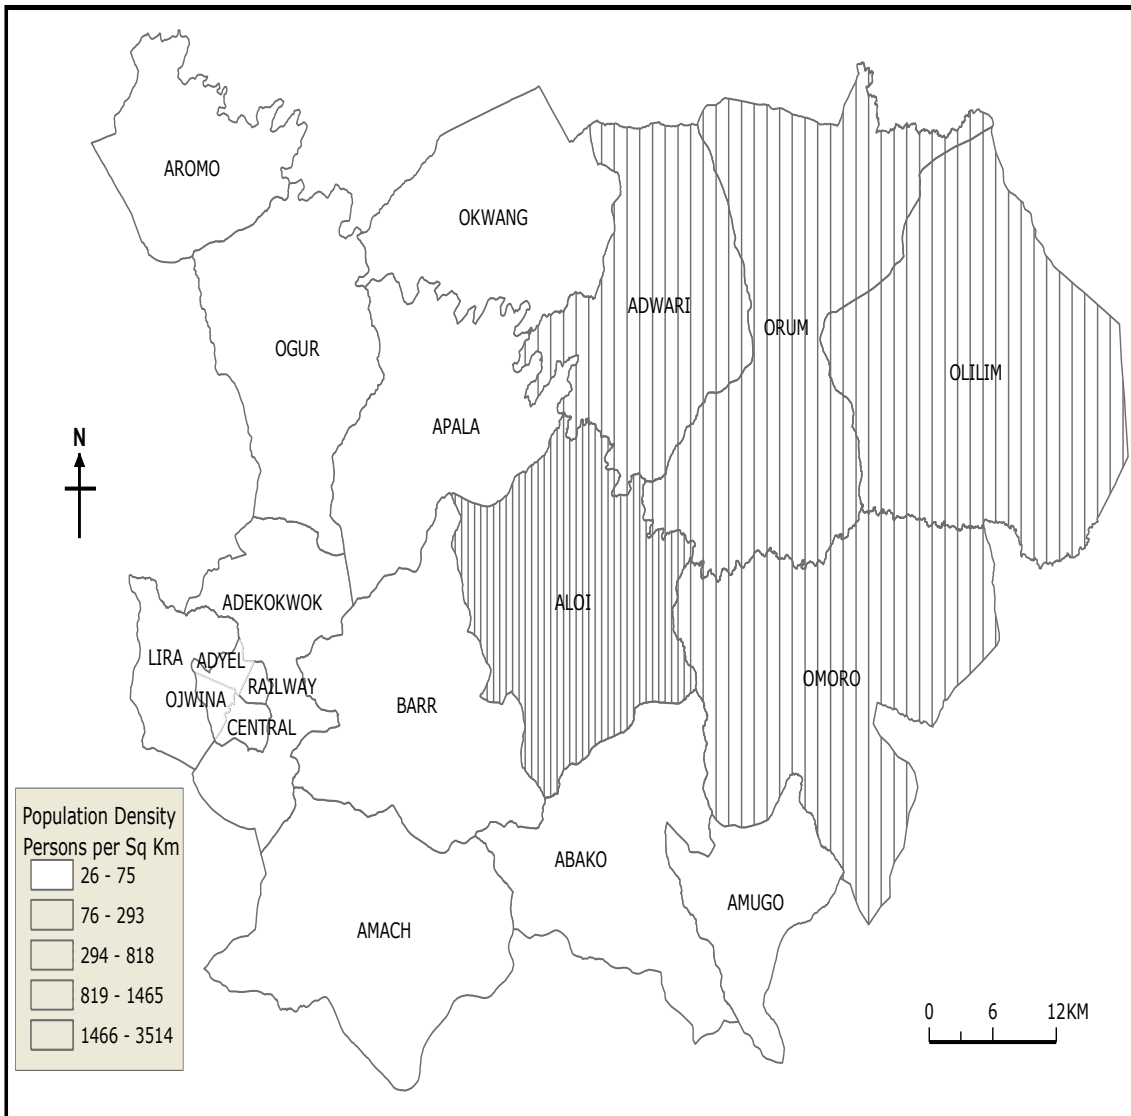 AROMO
OKWANG
ADWARI
ORUM
OGUR
OLILIM
APALA
N
ADEKOKWOK
ALOI
LIRA
ADYEL
OMORO
RAILWAY
OJWINA
BARR
CENTRAL
Population Density
Persons per Sq Km
26 - 75
76 - 293
294 - 818
819 - 1465
1466 - 3514
ABAKO
AMUGO
AMACH
0 6 12KM